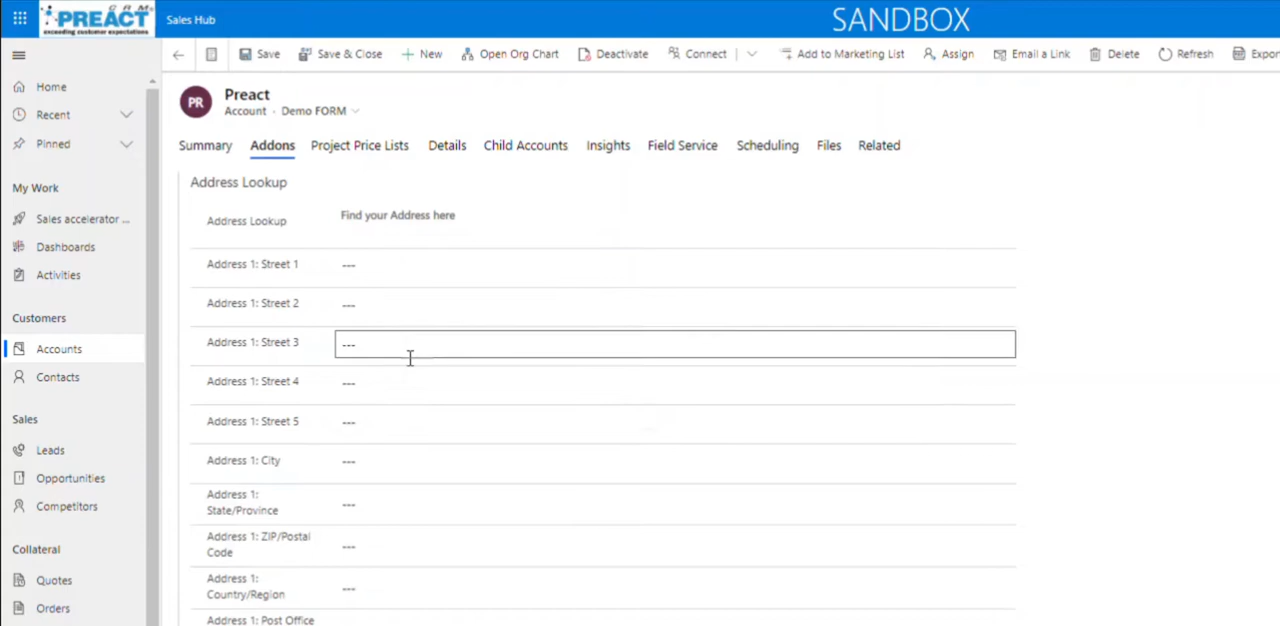 CRM
PREACT
exceeding customer expectations
Sales Hub
SANDBOX
Save
Save & Close
New
Open Org Chart
Deactivate
Connect
Add to Marketing List
Assign
Email a Link
Delete
Refresh
Expor
Home
Recent
Pinned
My Work
Sales accelerator ...
Dashboards
Activities
Customers
Accounts
Contacts
Sales
Leads
Opportunities
Competitors
Collateral
Quotes
Orders
PR
Preact
Account · Demo FORM
Summary
Addons
Project Price Lists
Details
Child Accounts
Insights
Field Service
Scheduling
Files
Related
Address Lookup
Address Lookup
Find your Address here
Address 1: Street 1
---
Address 1: Street 2
---
Address 1: Street 3
---
Address 1: Street 4
---
Address 1: Street 5
---
Address 1: City
---
Address 1:
State/Province
---
Address 1: ZIP/Postal
Code
---
Address 1:
Country/Region
---
Address 1: Post Office